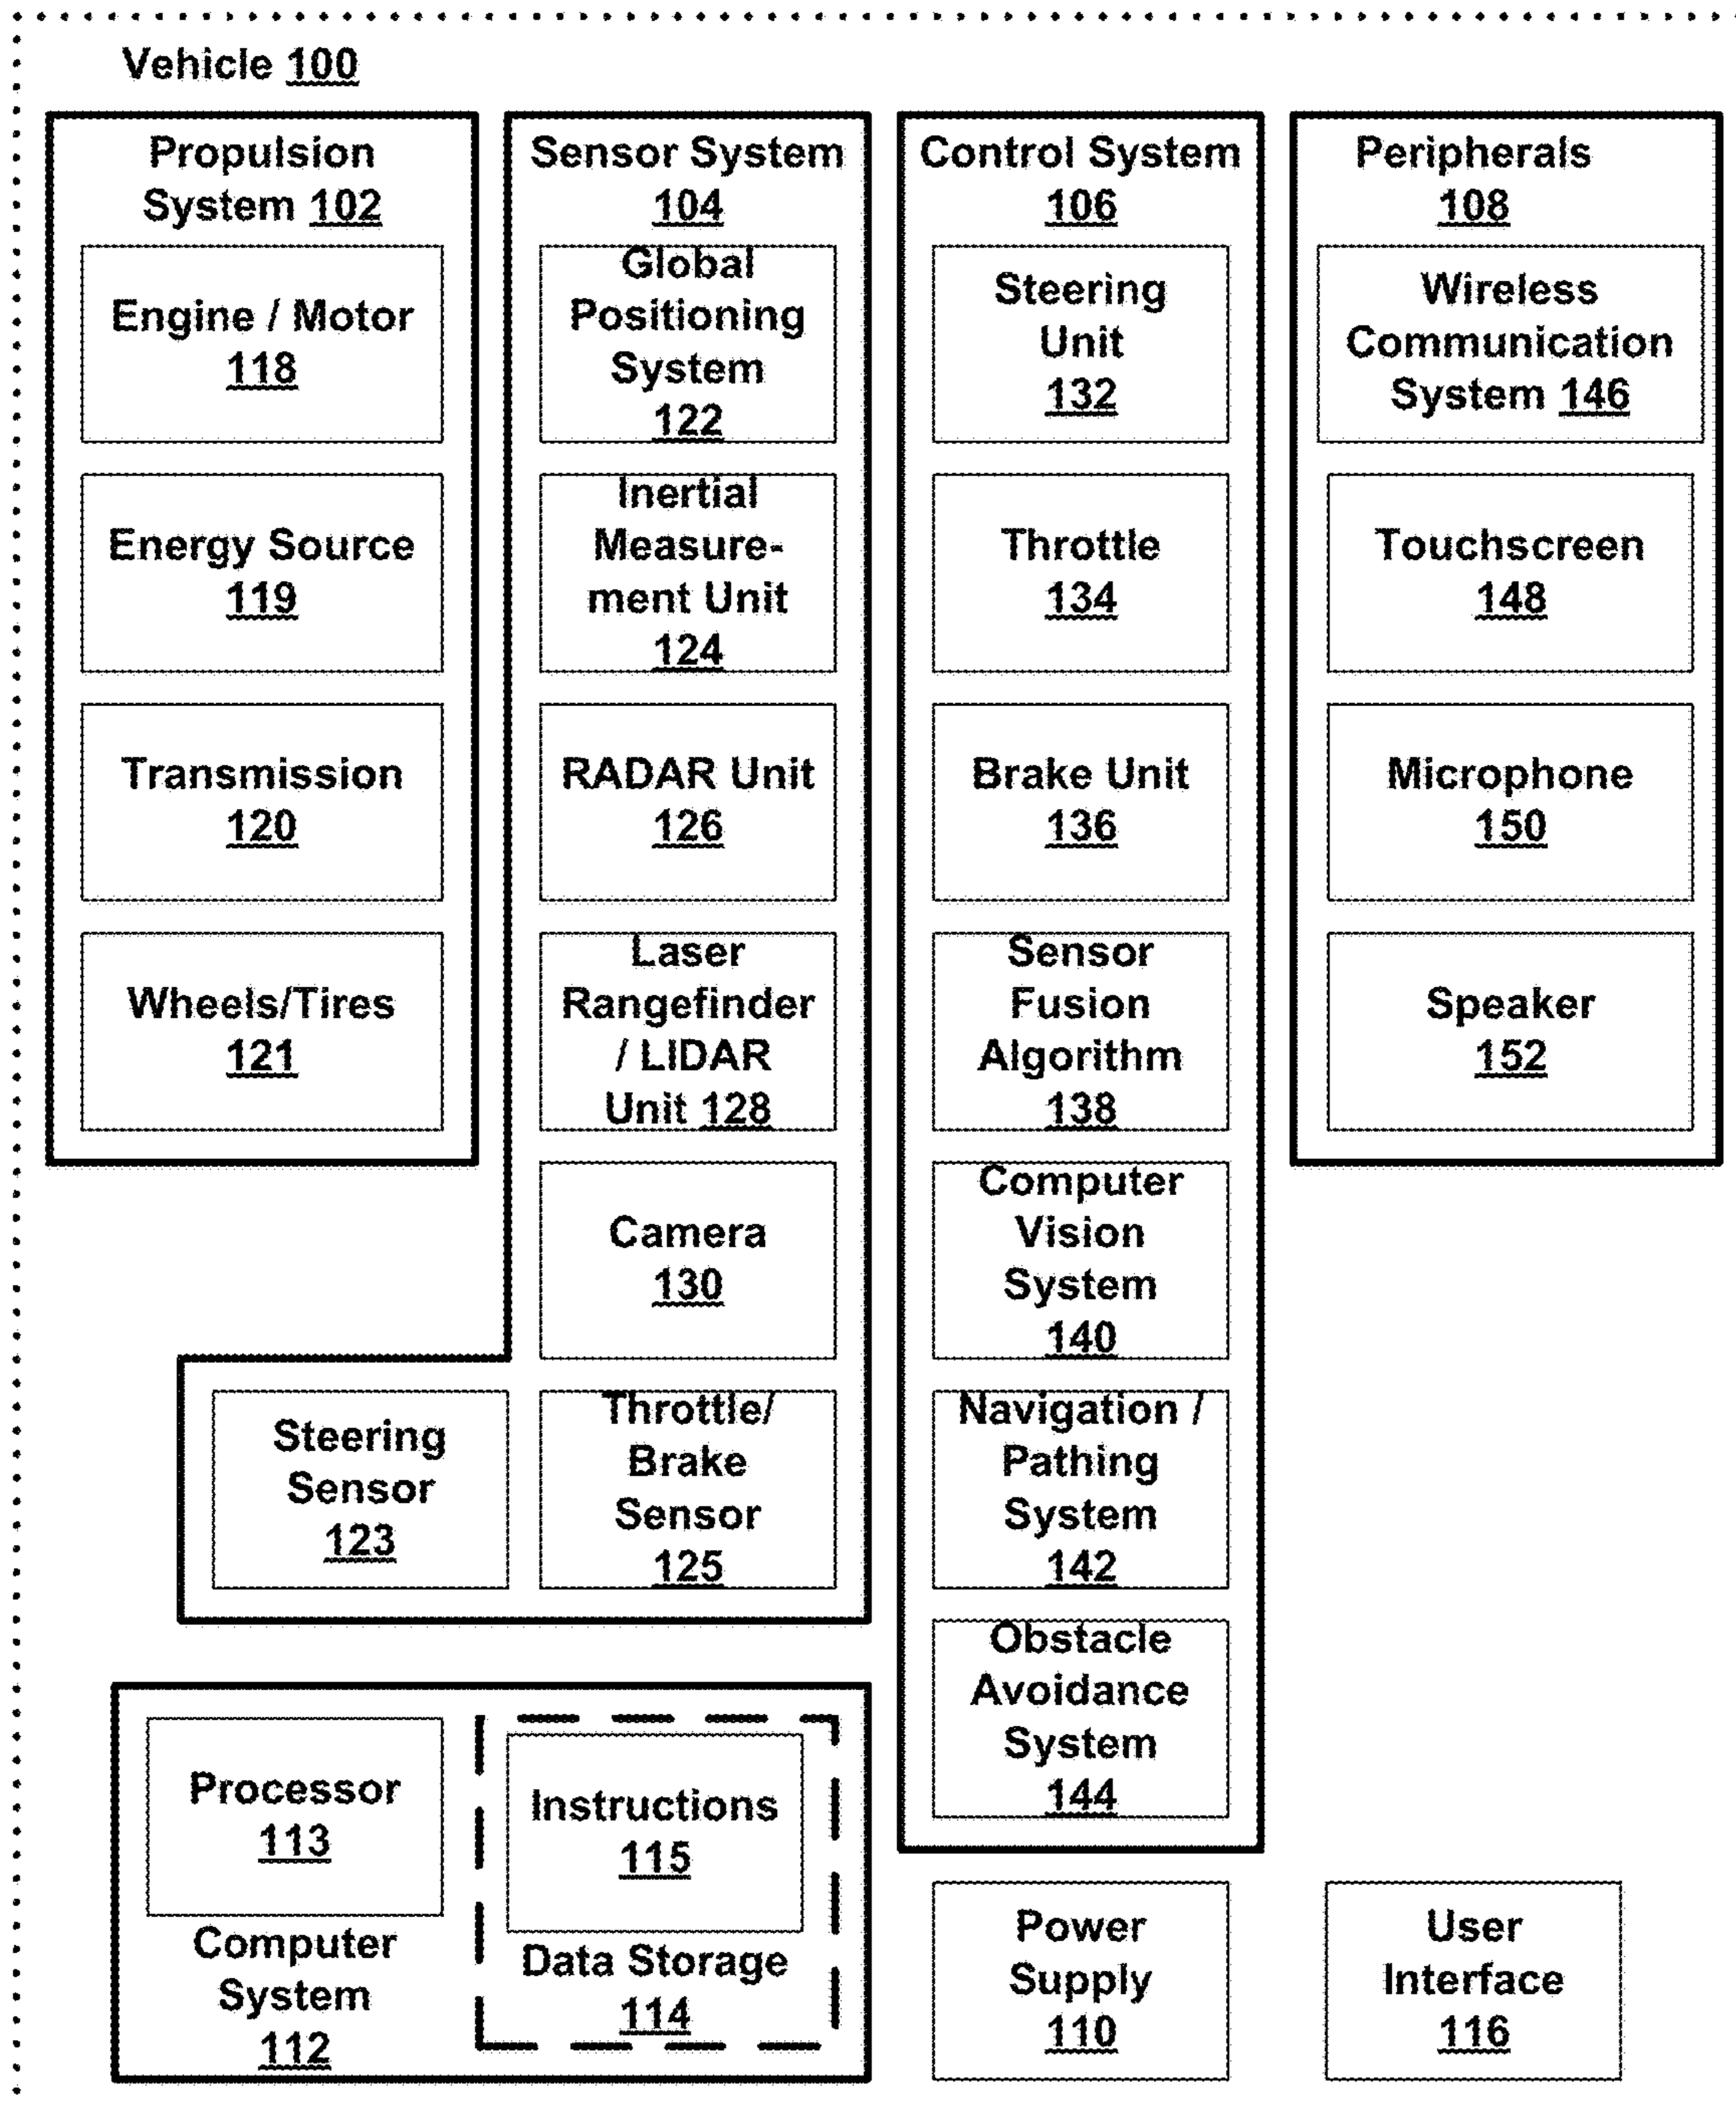 Vehicle 100
Propulsion
System 102
Engine / Motor
118
Energy Source
119
Transmission
120
Wheels/Tires
121
Sensor System
104
Global
Positioning
System
122
Inertial
Measure-
ment Unit
124
RADAR Unit
126
Laser
Rangefinder
/ LIDAR
Unit 128
Camera
130
Steering
Sensor
123
Throttle/
Brake
Sensor
125
Control System
106
Steering
Unit
132
Throttle
134
Brake Unit
136
Sensor
Fusion
Algorithm
138
Computer
Vision
System
140
Navigation /
Pathing
System
142
Obstacle
Avoidance
System
144
Peripherals
108
Wireless
Communication
System 146
Touchscreen
148
Microphone
150
Speaker
152
Processor
113
Computer
System
112
Instructions
115
Data Storage
114
Power
Supply
110
User
Interface
116